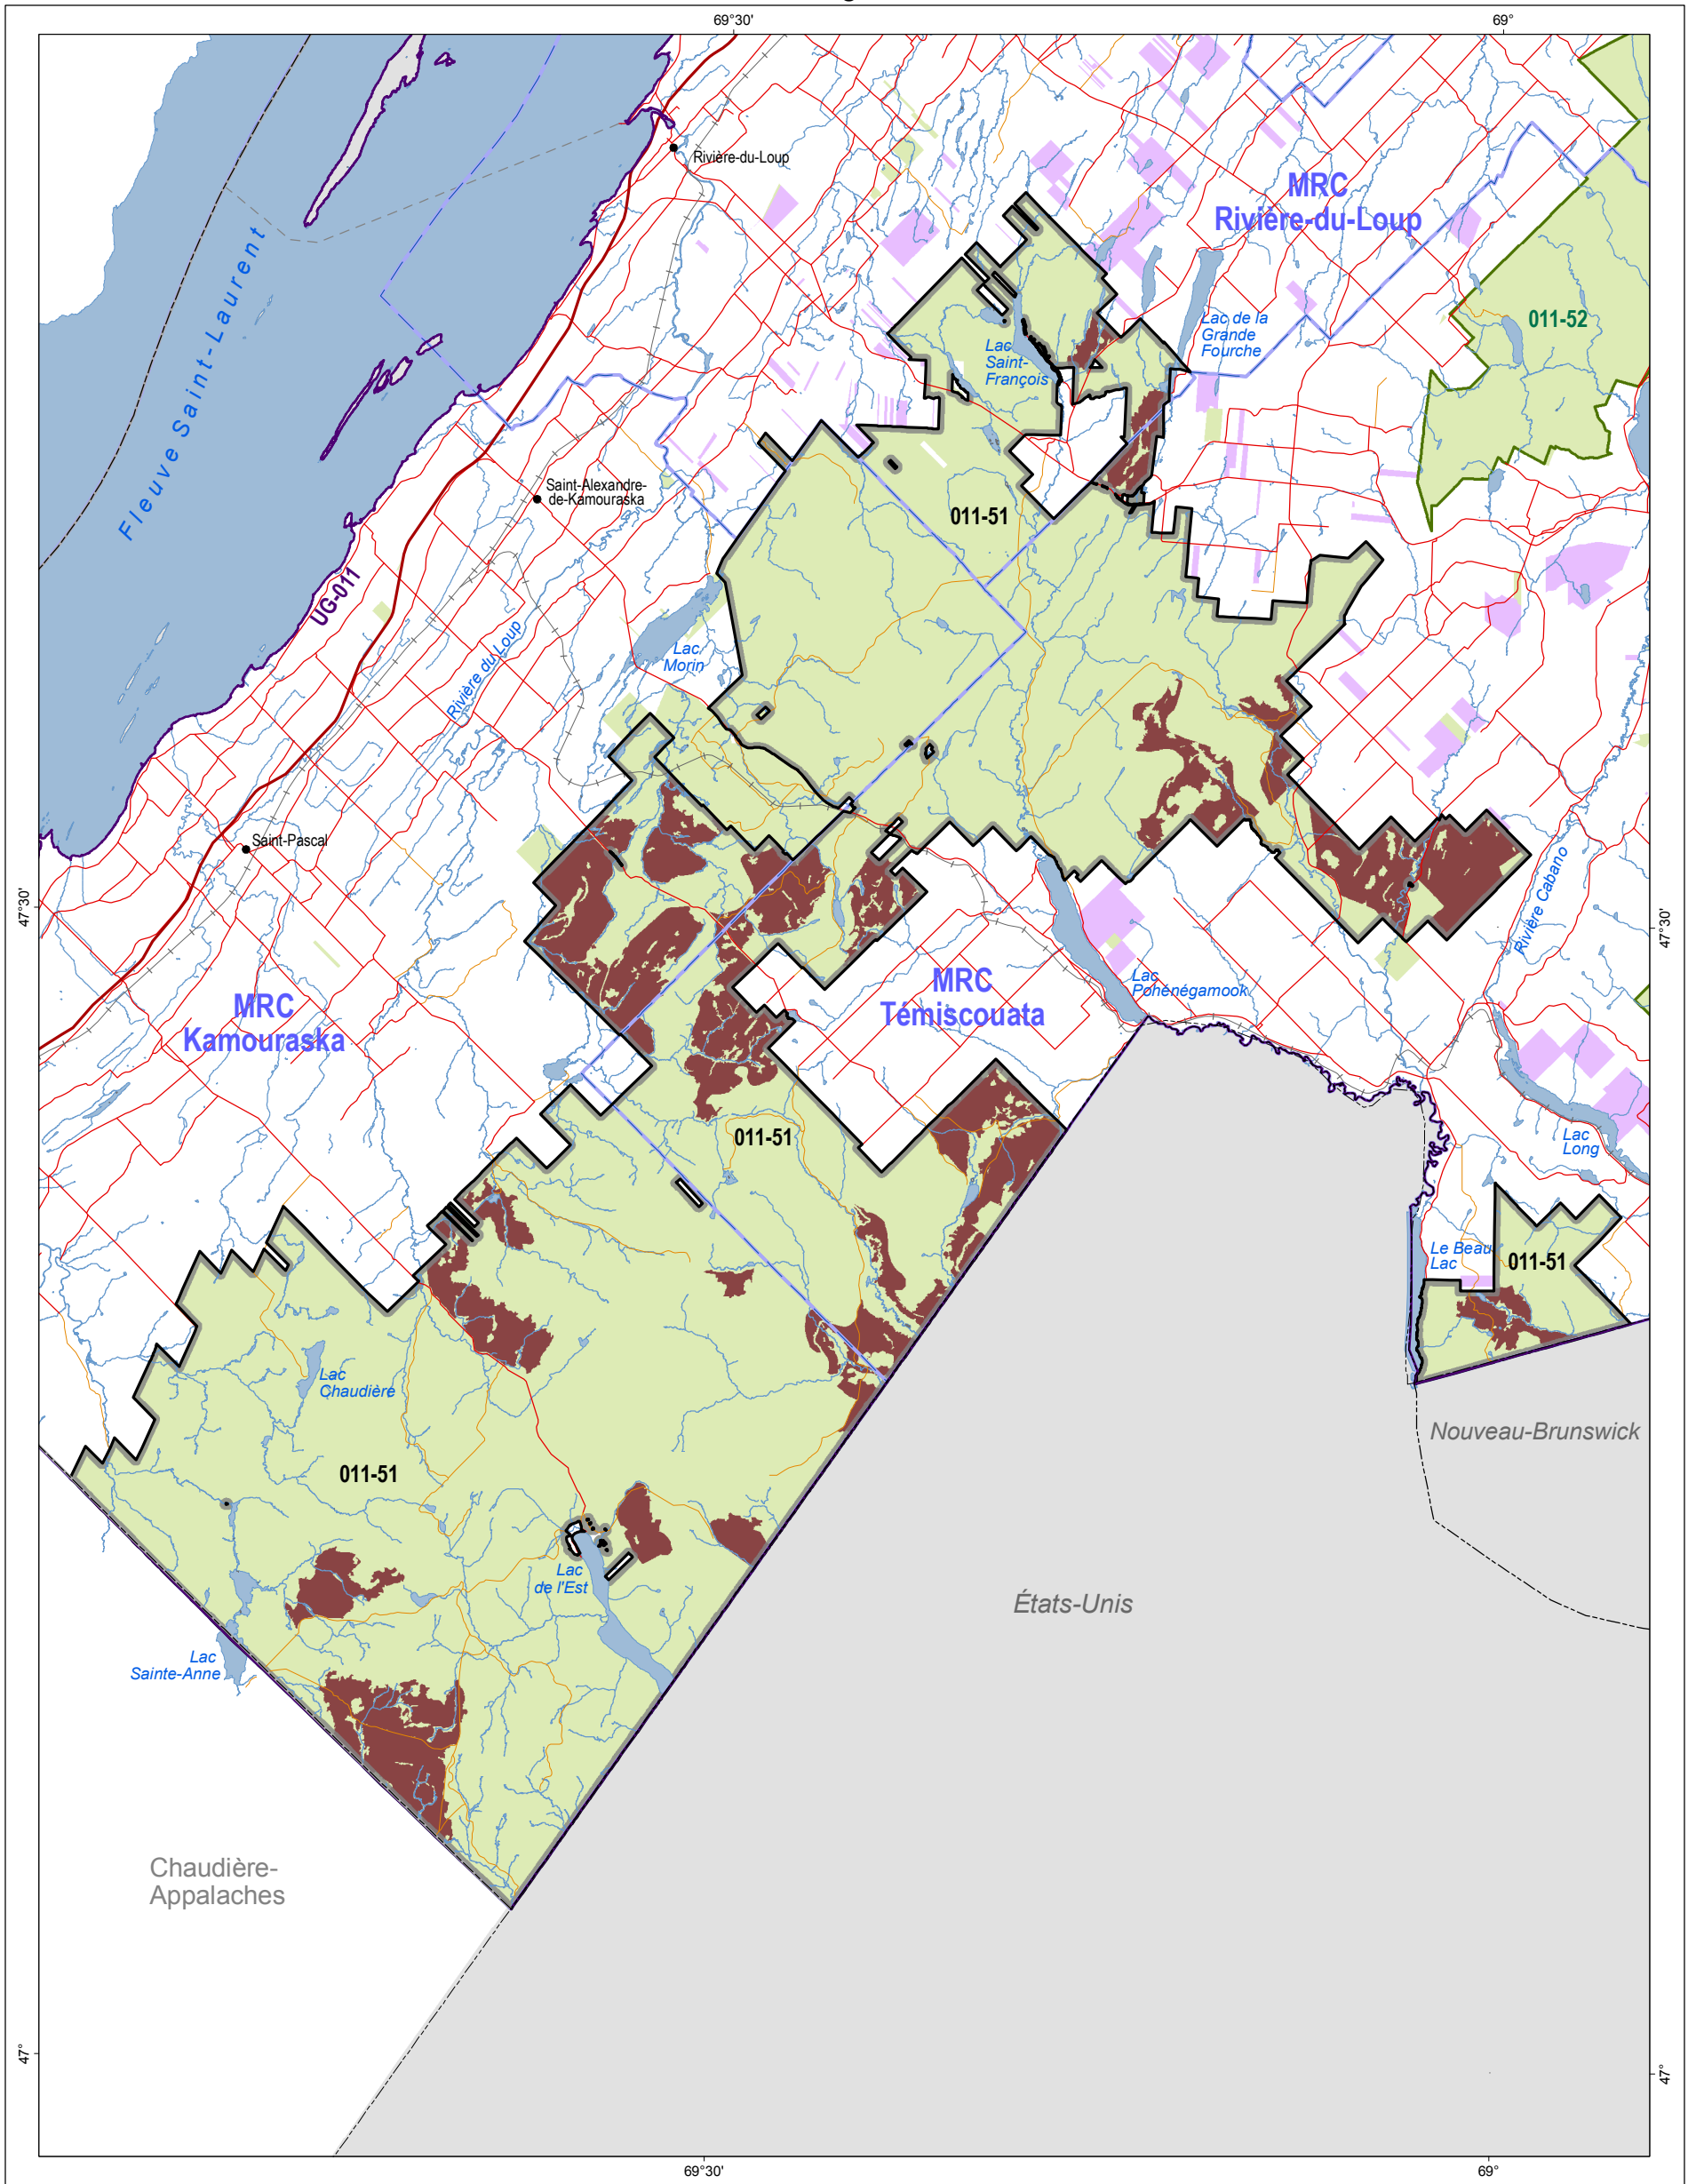 69°30'
69°
Rivière-du-Loup
MRC
Rivière-du-Loup
Fleuve Saint-Laurent
011-52
Lac de la
Grande
Fourche
Lac
Saint-
François
Saint-Alexandre-
de-Kamouraska
011-51
UG-011
Rivière du Loup
Lac
Morin
Saint-Pascal
47°30'
47°30'
Rivière Cabano
MRC
Kamouraska
MRC
Témiscouata
Lac
Pohénégamook
011-51
Lac
Long
Le Beau
Lac
011-51
Lac
Chaudière
Nouveau-Brunswick
011-51
Lac
de l'Est
États-Unis
Lac
Sainte-Anne
Chaudière-
Appalaches
47°
47°
69°30'
69°